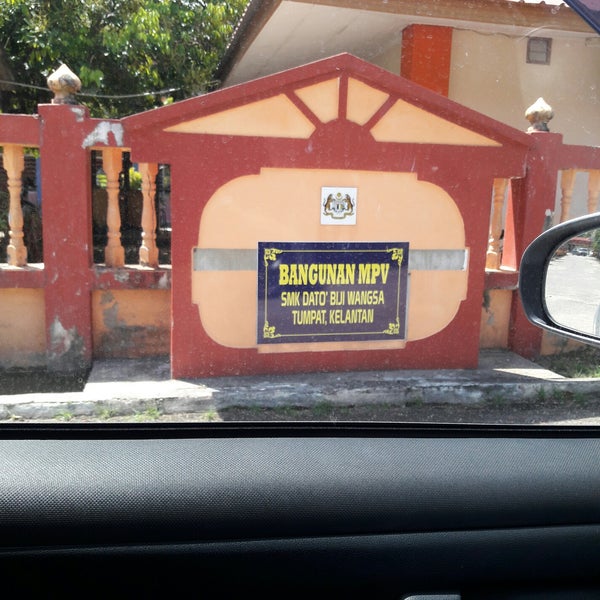 BANGUNAN MPV
SMK DATO' BIJI WANGSA
TUMPAT, KELANTAN